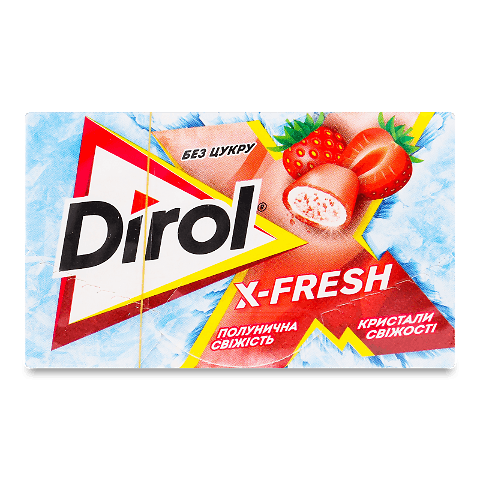 БЕЗ ЦУКРУ
Dirol®
X-FRESH
ПОЛУНИЧНА
СВІЖІСТЬ
КРИСТАЛИ
СВІЖОСТІ